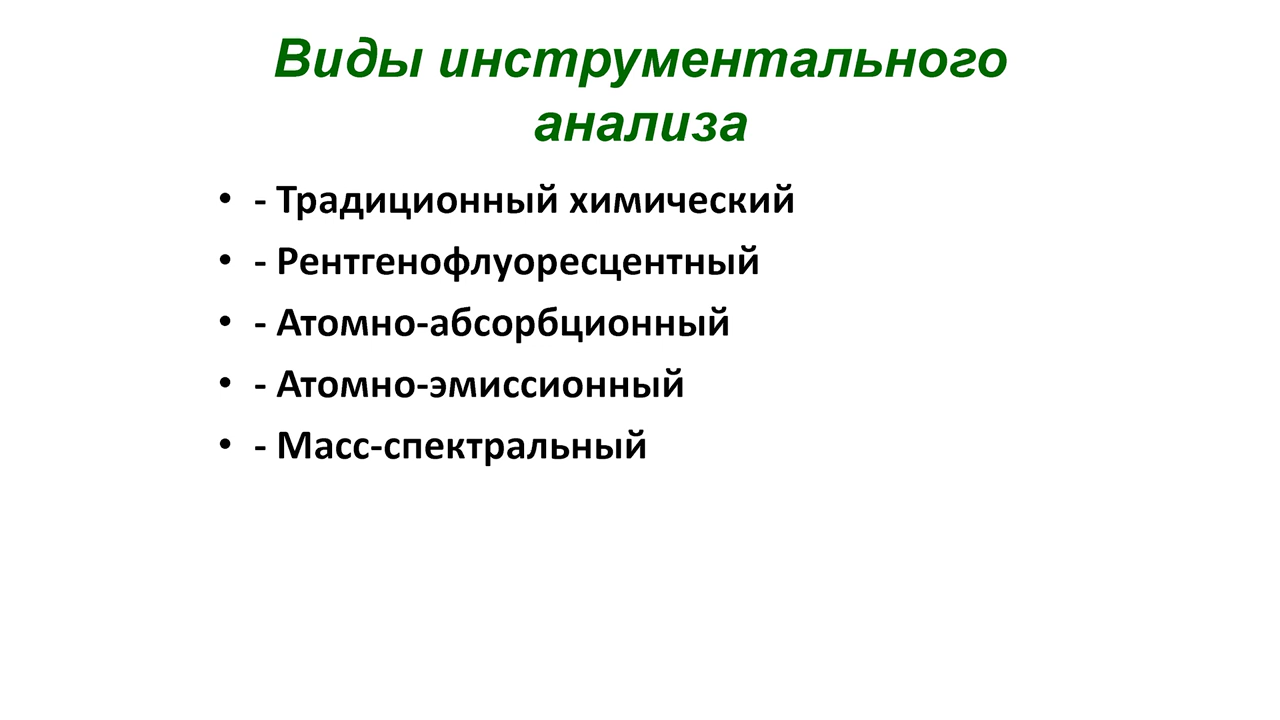 Виды инструментального
анализа
• - Традиционный химический
• - Рентгенофлуоресцентный
• - Атомно-абсорбционный
• - Атомно-эмиссионный
• - Масс-спектральный